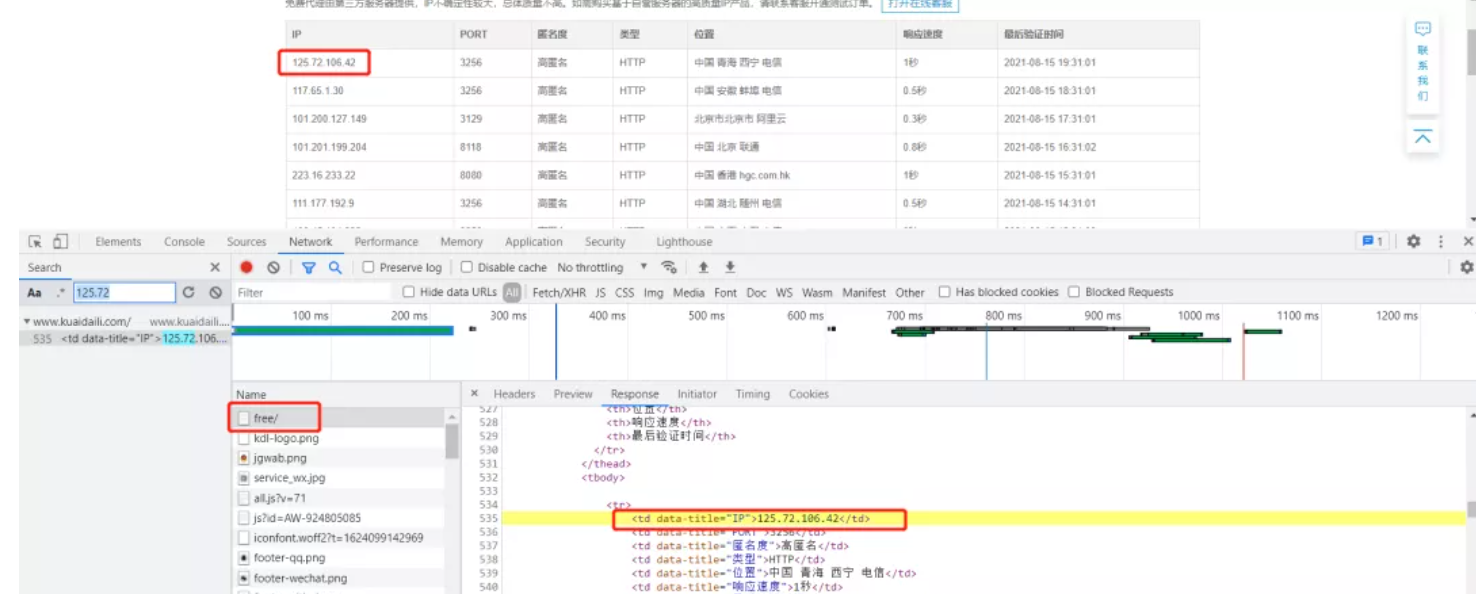 免费代理由第三方服务器提供，IP不确定性较大，总体质量不高。如需购买基于自营服务器的高质量IP产品，请联系客服开通测试订单。 打开在线客服
IP PORT 匿名度 类型 位置 响应速度 最后验证时间
125.72.106.42 3256 高匿名 HTTP 中国 青海 西宁 电信 1秒 2021-08-15 19:31:01
117.65.1.30 3256 高匿名 HTTP 中国 安徽 蚌埠 电信 0.5秒 2021-08-15 18:31:01
101.200.127.149 3129 高匿名 HTTP 北京市北京市 阿里云 0.3秒 2021-08-15 17:31:01
101.201.199.204 8118 高匿名 HTTP 中国 北京 联通 0.8秒 2021-08-15 16:31:02
223.16.233.22 8080 高匿名 HTTP 中国 香港 hgc.com.hk 1秒 2021-08-15 15:31:01
111.177.192.9 3256 高匿名 HTTP 中国 湖北 随州 电信 0.5秒 2021-08-15 14:31:01
联系我们
Elements Console Sources Network Performance Memory Application Security Lighthouse 1
Search Preserve log Disable cache No throttling
Aa .* 125.72 Filter Hide data URLs All Fetch/XHR JS CSS Img Media Font Doc WS Wasm Manifest Other Has blocked cookies Blocked Requests
www.kuaidaili.com/ www.kuaidaili....
535 <td data-title="IP">125.72.106....
100 ms 200 ms 300 ms 400 ms 500 ms 600 ms 700 ms 800 ms 900 ms 1000 ms 1100 ms 1200 ms
Name
free/
kdl-logo.png
jgwab.png
service_wx.jpg
all.js?v=71
js?id=AW-924805085
iconfont.woff2?t=1624099142969
footer-qq.png
footer-wechat.png
Headers Preview Response Initiator Timing Cookies
527 <th>位置</th>
528 <th>响应速度</th>
529 <th>最后验证时间</th>
530 </tr>
531 </thead>
532 <tbody>
533
534 <tr>
535 <td data-title="IP">125.72.106.42</td>
536 <td data-title="PORT">3256</td>
537 <td data-title="匿名度">高匿名</td>
538 <td data-title="类型">HTTP</td>
539 <td data-title="位置">中国 青海 西宁 电信</td>
540 <td data-title="响应速度">1秒</td>